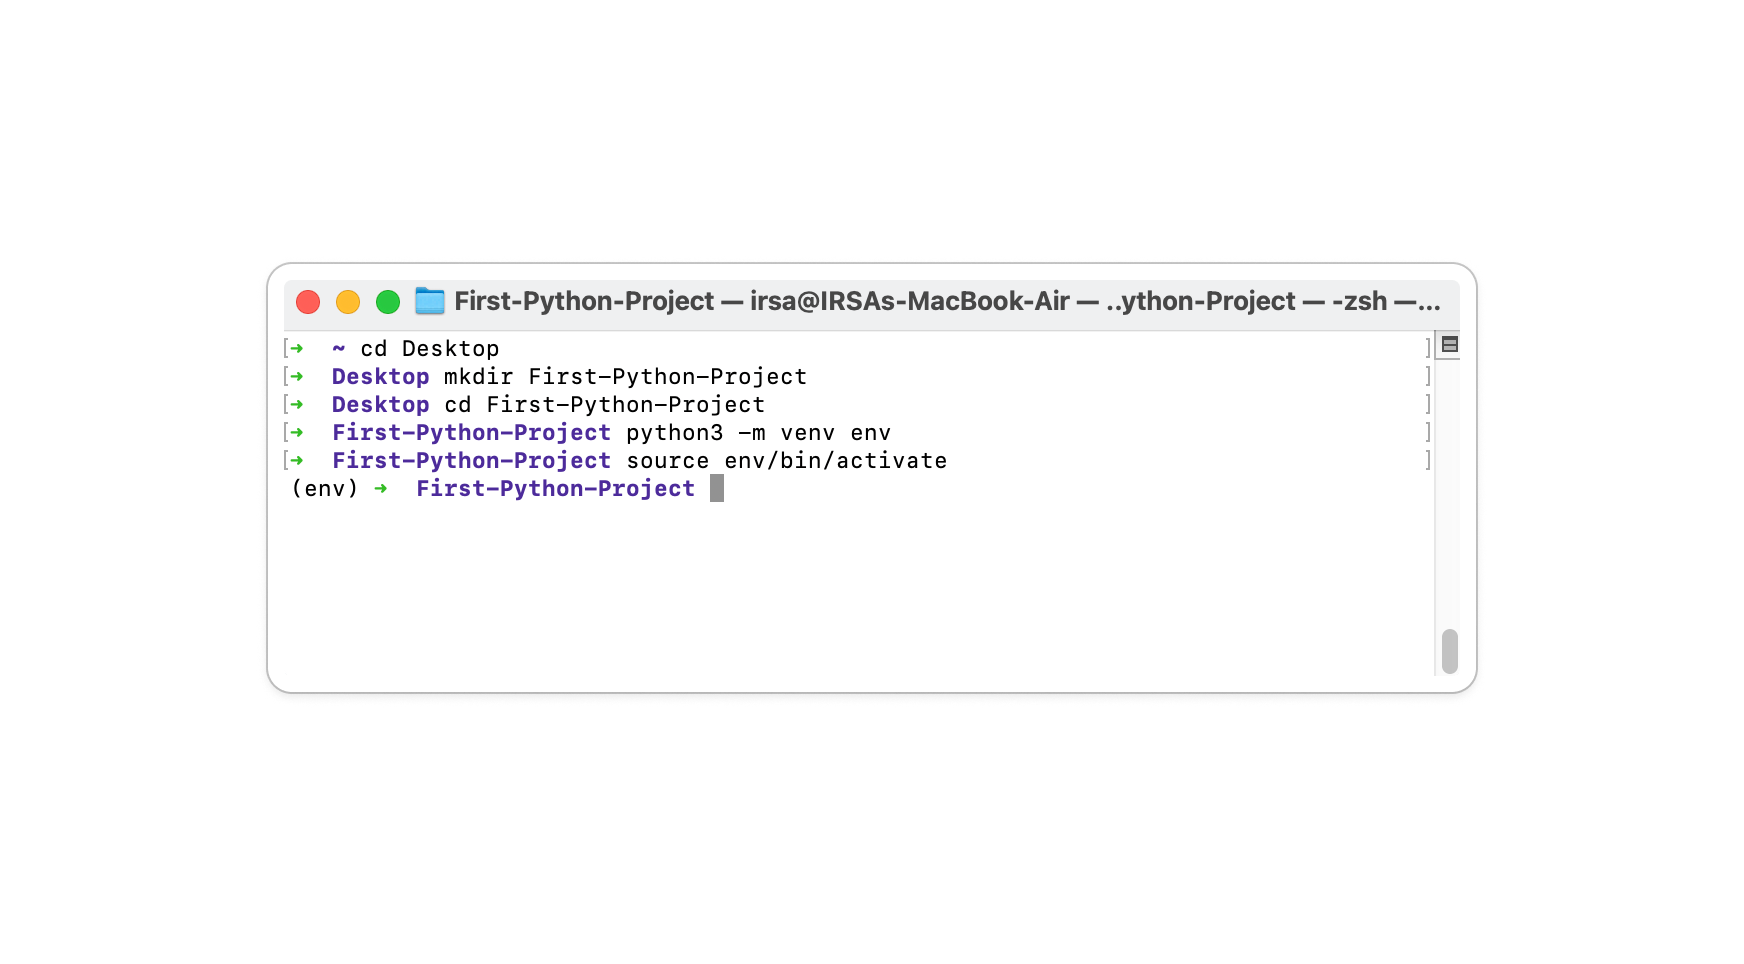 First-Python-Project — irsa@IRSAs-MacBook-Air — ..ython-Project — -zsh —...
[➜  ~ cd Desktop ]
[➜  Desktop mkdir First-Python-Project ]
[➜  Desktop cd First-Python-Project ]
[➜  First-Python-Project python3 -m venv env ]
[➜  First-Python-Project source env/bin/activate ]
(env) ➜  First-Python-Project